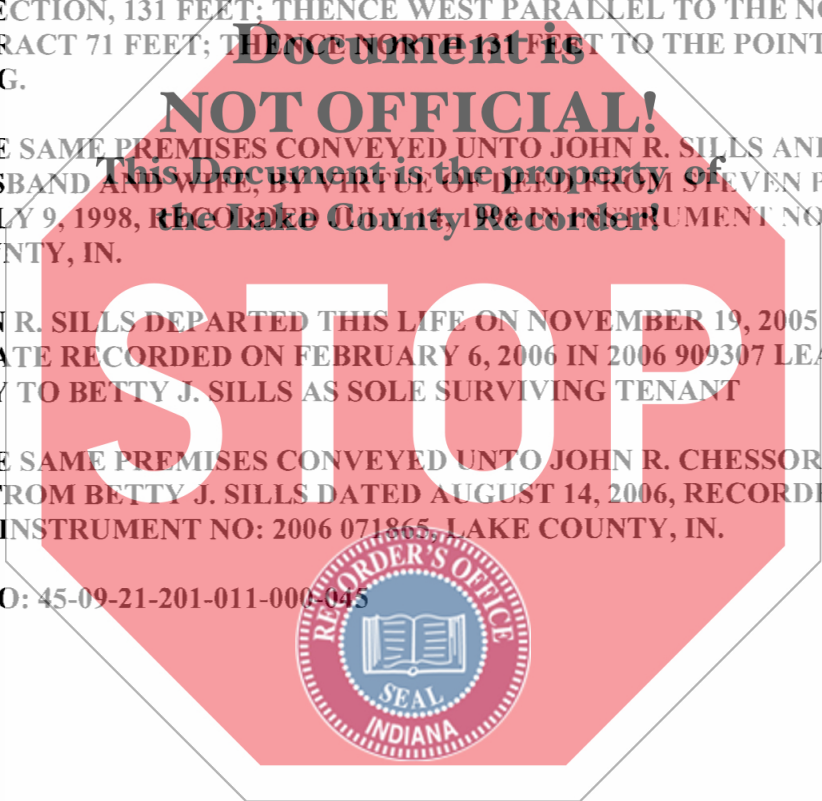 ECTION, 131 FEET; THENCE WEST PARALLEL TO THE NO
RACT 71 FEET; THENCE NORTH 131 FEET TO THE POINT
G.
Document is
NOT OFFICIAL!
This Document is the property of
the Lake County Recorder!
E SAME PREMISES CONVEYED UNTO JOHN R. SILLS AND
SBAND AND WIFE, BY VIRTUE OF DEED FROM STEVEN P
LY 9, 1998, RECORDED JULY 14, 1998 IN INSTRUMENT NO
NTY, IN.
N R. SILLS DEPARTED THIS LIFE ON NOVEMBER 19, 2005
ATE RECORDED ON FEBRUARY 6, 2006 IN 2006 909307 LEA
Y TO BETTY J. SILLS AS SOLE SURVIVING TENANT
STOP
E SAME PREMISES CONVEYED UNTO JOHN R. CHESSOR
FROM BETTY J. SILLS DATED AUGUST 14, 2006, RECORDE
INSTRUMENT NO: 2006 071865, LAKE COUNTY, IN.
O: 45-09-21-201-011-000-045
RECORDER'S OFFICE
SEAL
INDIANA